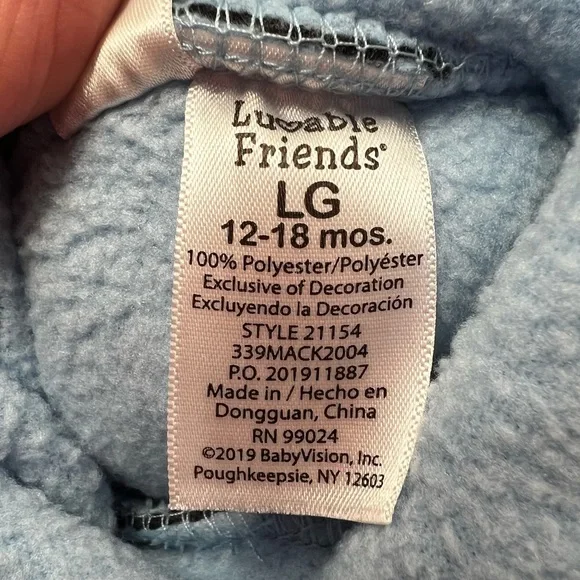 Luvable
Friends®
LG
12-18 mos.
100% Polyester/Polyéster
Exclusive of Decoration
Excluyendo la Decoración
STYLE 21154
339MACK2004
P.O. 201911887
Made in / Hecho en
Dongguan, China
RN 99024
©2019 BabyVision, Inc.
Poughkeepsie, NY 12603